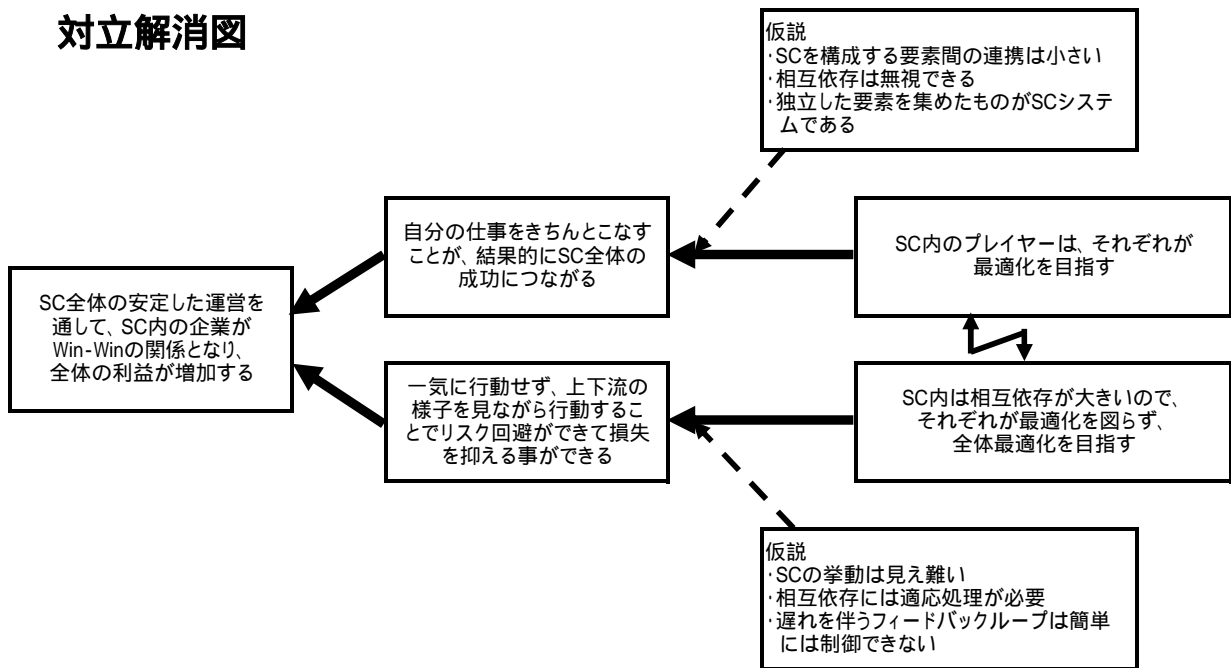 対立解消図
仮説
・SCを構成する要素間の連携は小さい
・相互依存は無視できる
・独立した要素を集めたものがSCシステ
ムである
自分の仕事をきちんとこなす
ことが、結果的にSC全体の
成功につながる
SC内のプレイヤーは、それぞれが
最適化を目指す
SC全体の安定した運営を
通して、SC内の企業が
Win-Winの関係となり、
全体の利益が増加する
一気に行動せず、上下流の
様子を見ながら行動するこ
とでリスク回避ができて損失
を抑える事ができる
SC内は相互依存が大きいので、
それぞれが最適化を図らず、
全体最適化を目指す
仮説
・SCの挙動は見え難い
・相互依存には適応処理が必要
・遅れを伴うフィードバックループは簡単
には制御できない